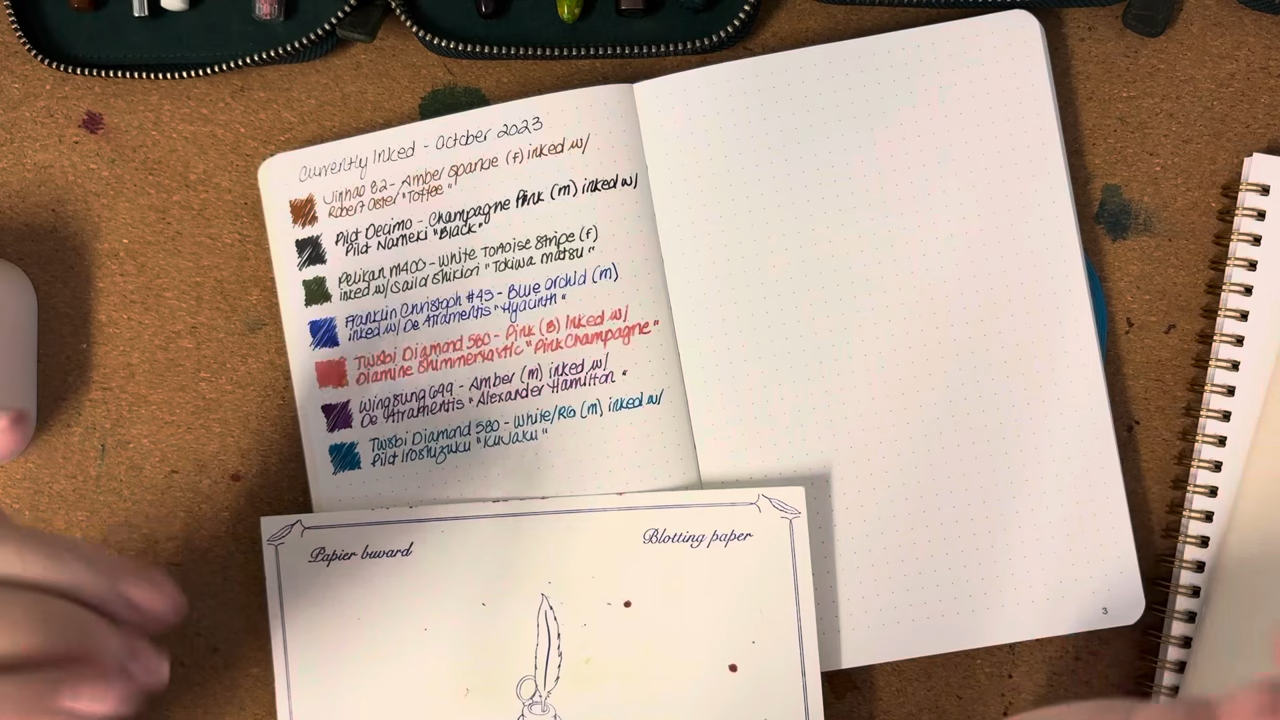 Currently Inked - October 2023
Jinhao 82 - Amber Sparkle (f) inked w/
Robert Oster "Toffee"
Pilot Decimo - Champagne Pink (m) inked w/
Pilot Namiki "Black"
Pelikan M400 - White Tortoise Stripe (f)
inked w/ Sailor Shikiori "Tokiwa matsu"
Franklin Christoph #45 - Blue Orchid (m)
inked w/ De Atramentis "Hyacinth"
Twsbi Diamond 580 - Pink (B) Inked w/
Diamine Shimmertastic "Pink Champagne"
Wing Sung 699 - Amber (m) inked w/
De Atramentis "Alexander Hamilton"
Twsbi Diamond 580 - White/RG (m) inked w/
Pilot Iroshizuku "Kujaku"
Papier buvard
Blotting paper
3